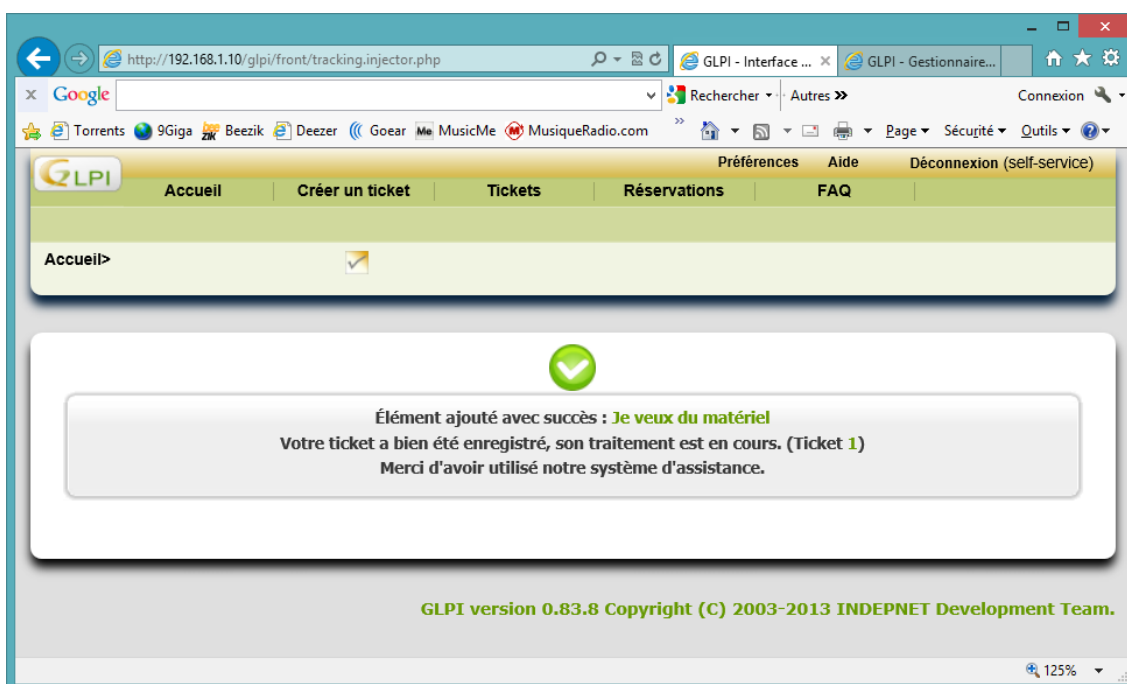 http://192.168.1.10/glpi/front/tracking.injector.php GLPI - Interface ... GLPI - Gestionnaire...
x Google Rechercher Autres » Connexion
Torrents 9Giga Beezik Deezer Goear MusicMe MusiqueRadio.com » Page Sécurité Outils
GLPI Préférences Aide Déconnexion (self-service)
Accueil Créer un ticket Tickets Réservations FAQ
Accueil>
Élément ajouté avec succès : Je veux du matériel
Votre ticket a bien été enregistré, son traitement est en cours. (Ticket 1)
Merci d'avoir utilisé notre système d'assistance.
GLPI version 0.83.8 Copyright (C) 2003-2013 INDEPNET Development Team.
125%